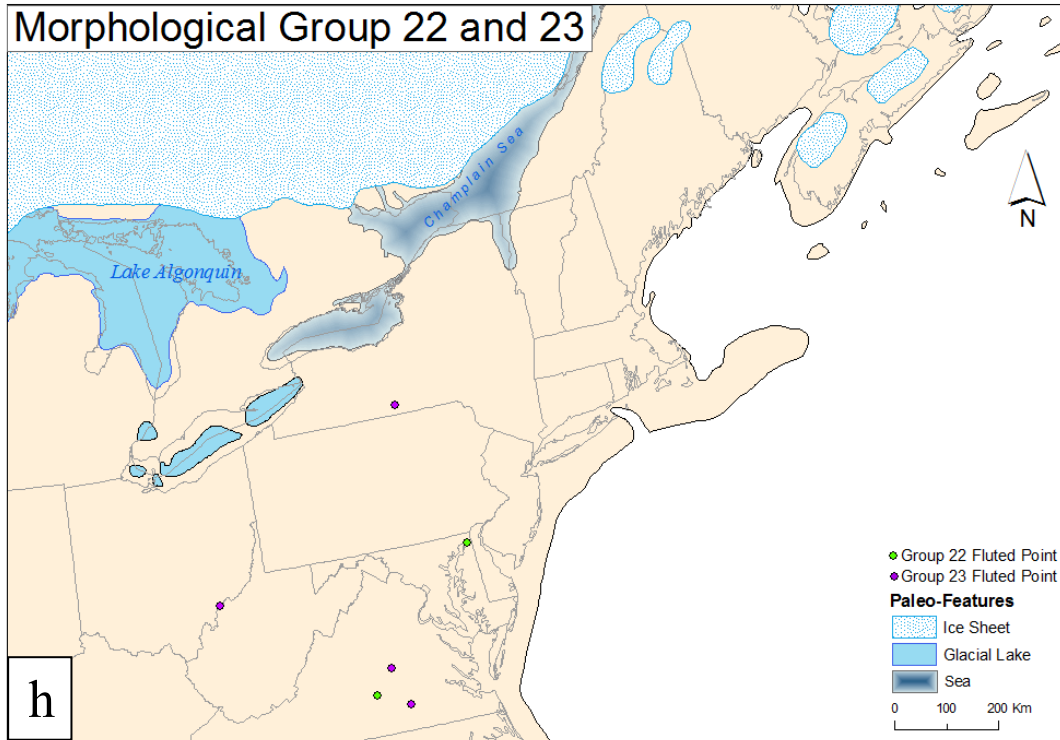 Morphological Group 22 and 23
Champlain Sea
N
Lake Algonquin
Group 22 Fluted Point
Group 23 Fluted Point
Paleo-Features
Ice Sheet
Glacial Lake
Sea
0 100 200 Km
h